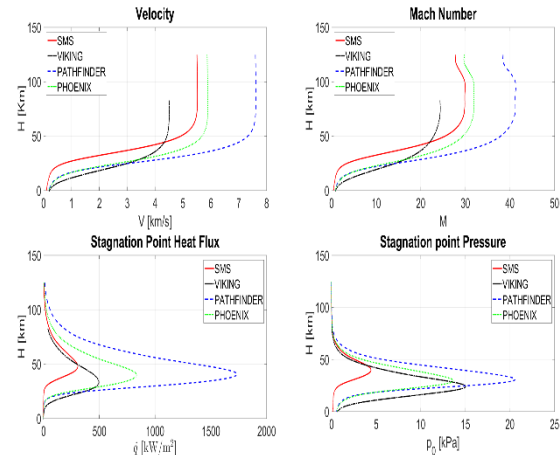 Velocity
150
100
50
0
H [Km]
SMS
VIKING
PATHFINDER
PHOENIX
0 1 2 3 4 5 6 7 8
V [km/s]
Mach Number
150
100
50
0
H [Km]
SMS
VIKING
PATHFINDER
PHOENIX
0 10 20 30 40 50
M
Stagnation Point Heat Flux
150
100
50
0
H [km]
SMS
VIKING
PATHFINDER
PHOENIX
0 500 1000 1500 2000
q̇ [kW/m²]
Stagnation point Pressure
150
100
50
0
H [km]
SMS
VIKING
PATHFINDER
PHOENIX
0 5 10 15 20 25
p₀ [kPa]